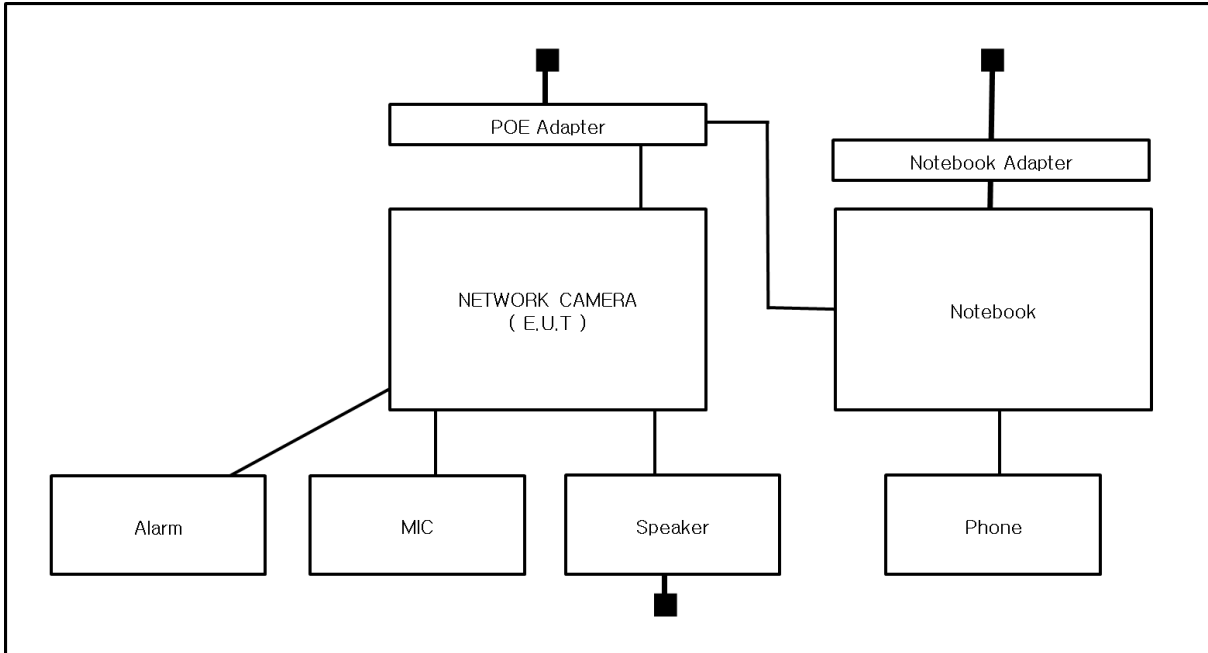 POE Adapter
Notebook Adapter
NETWORK CAMERA
( E.U.T )
Notebook
Alarm
MIC
Speaker
Phone